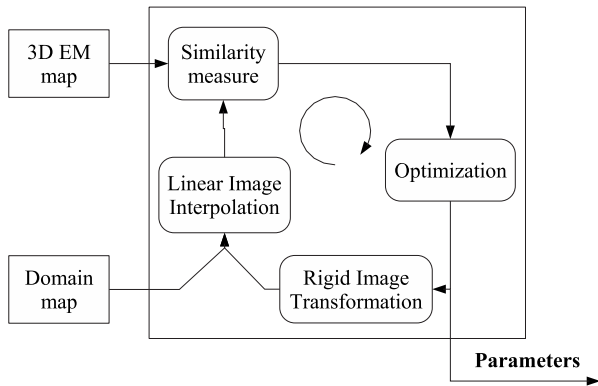 3D EM
map
Similarity
measure
Optimization
Linear Image
Interpolation
Domain
map
Rigid Image
Transformation
Parameters